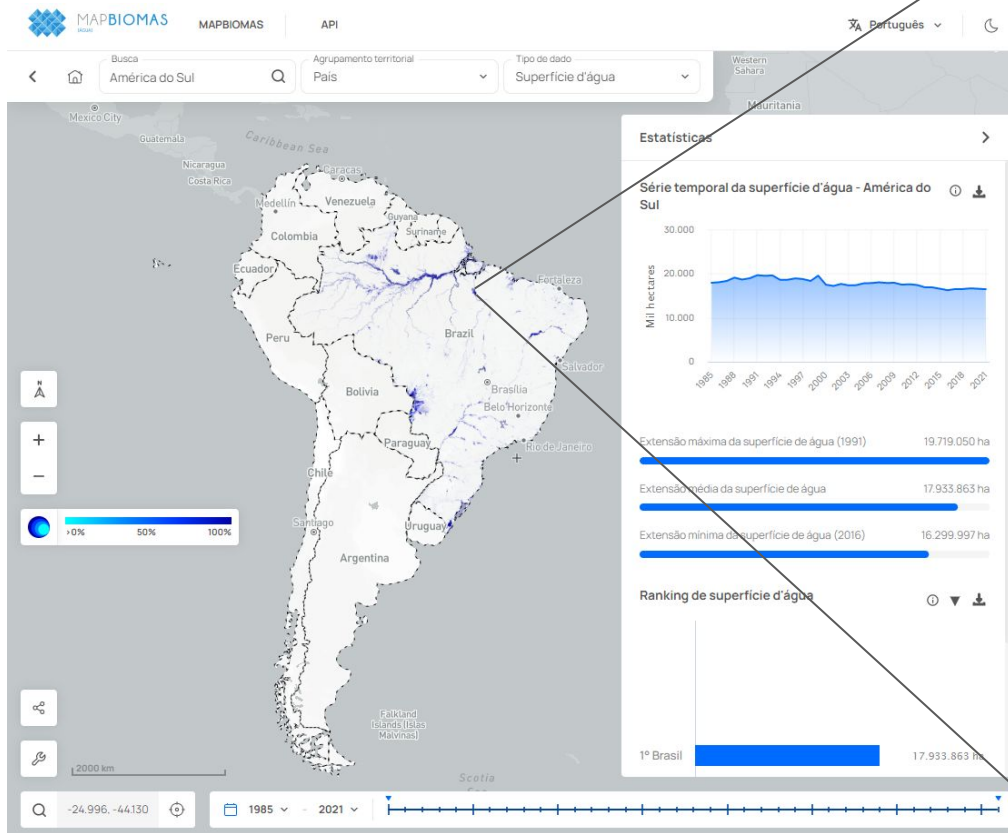 MAPBIOMAS
MAPBIOMAS
API
Português
Busca
América do Sul
Agrupamento territorial
País
Tipo de dado
Superfície d'água
Western
Sahara
Mauritania
Mexico City
Guatemala
Caribbean Sea
Nicaragua
Costa Rica
Caracas
Medellín
Venezuela
Guyana
Suriname
Colombia
Ecuador
Fortaleza
Brazil
Peru
Salvador
Bolivia
Brasília
Belo Horizonte
Paraguay
Rio de Janeiro
Chile
Santiago
Uruguay
Argentina
Falkland
Islands (Islas
Malvinas)
Scotia
N
A
+
−
>0% 50% 100%
2000 km
Estatísticas
Série temporal da superfície d'água - América do
Sul
Mil hectares
30.000
20.000
10.000
0
1985 1988 1991 1994 1997 2000 2003 2006 2009 2012 2015 2018 2021
Extensão máxima da superfície de água (1991) 19.719.050 ha
Extensão média da superfície de água 17.933.863 ha
Extensão mínima da superfície de água (2016) 16.299.997 ha
Ranking de superfície d'água
1° Brasil 17.933.863 ha
-24.996, -44.130
1985 - 2021